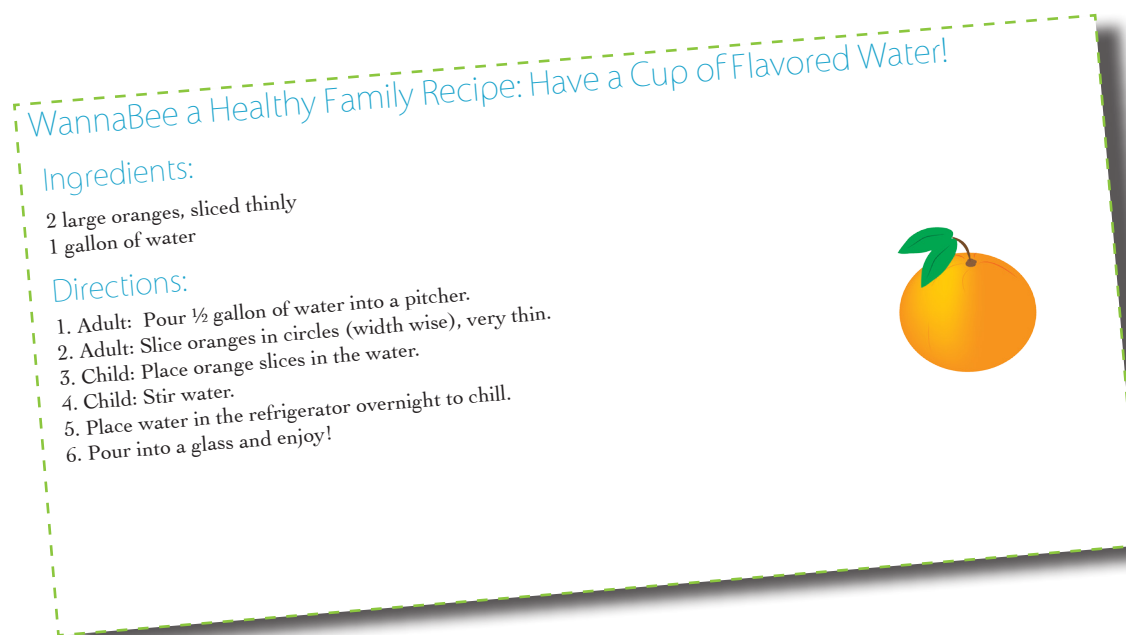 WannaBee a Healthy Family Recipe: Have a Cup of Flavored Water!
Ingredients:
2 large oranges, sliced thinly
1 gallon of water
Directions:
1. Adult:  Pour ½ gallon of water into a pitcher.
2. Adult: Slice oranges in circles (width wise), very thin.
3. Child: Place orange slices in the water.
4. Child: Stir water.
5. Place water in the refrigerator overnight to chill.
6. Pour into a glass and enjoy!